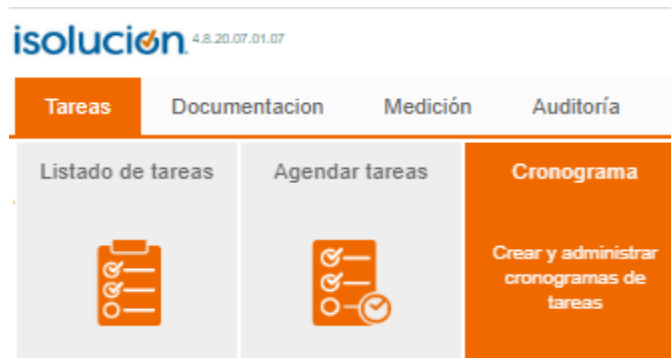 isolución 4.8.20.07.01.07
Tareas Documentacion Medición Auditoría
Listado de tareas Agendar tareas Cronograma
Crear y administrar
cronogramas de
tareas